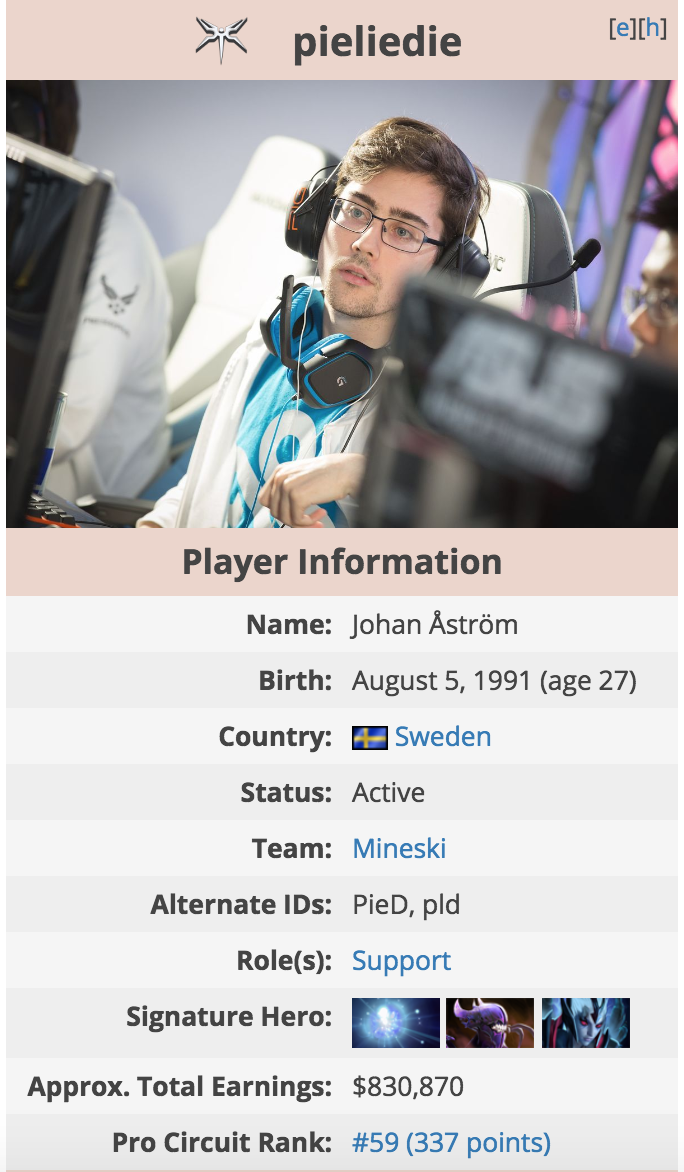 pieliedie
[e][h]
Player Information
Name: Johan Åström
Birth: August 5, 1991 (age 27)
Country: Sweden
Status: Active
Team: Mineski
Alternate IDs: PieD, pld
Role(s): Support
Signature Hero:
Approx. Total Earnings: $830,870
Pro Circuit Rank: #59 (337 points)